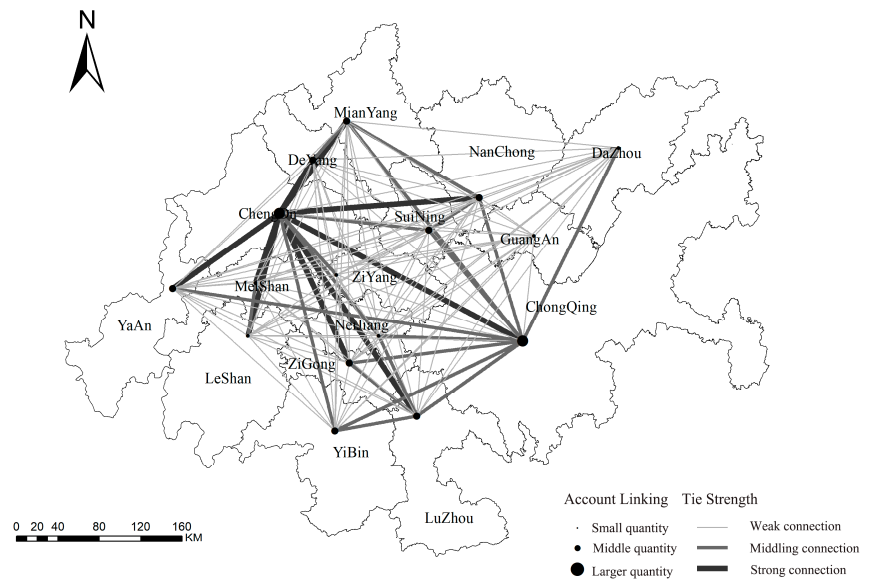 N
MianYang
DeYang
NanChong
DaZhou
ChengDu
SuiNing
GuangAn
ZiYang
MeiShan
ChongQing
YaAn
NeiJiang
ZiGong
LeShan
YiBin
LuZhou
Account Linking Tie Strength
Small quantity Weak connection
Middle quantity Middling connection
Larger quantity Strong connection
0 20 40 80 120 160
KM